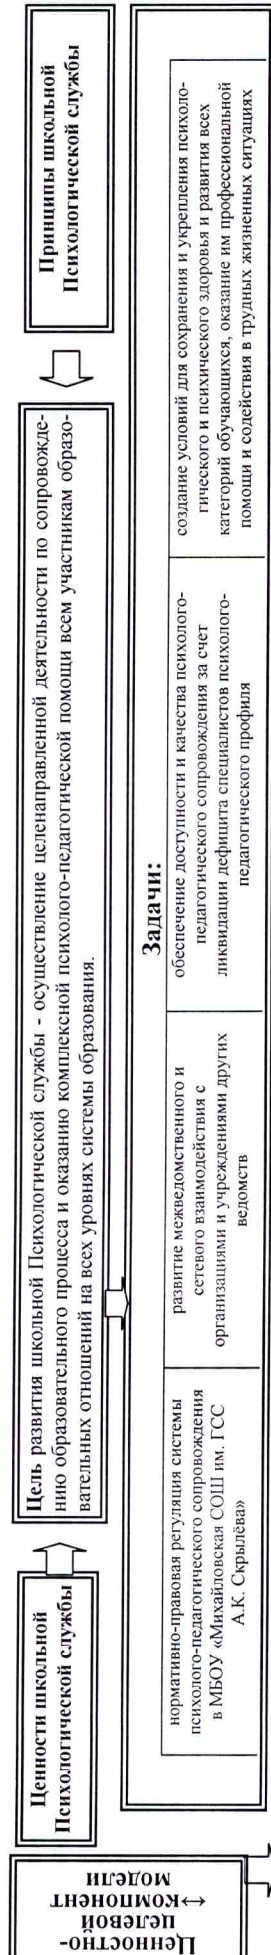 Ценностно-
целевой
компонент
модели
Ценности школьной
Психологической службы
Цель развития школьной Психологической службы - осуществление целенаправленной деятельности по сопровожде-
нию образовательного процесса и оказанию комплексной психолого-педагогической помощи всем участникам образо-
вательных отношений на всех уровнях системы образования.
Принципы школьной
Психологической службы
Задачи:
нормативно-правовая регуляция системы
психолого-педагогического сопровождения
в МБОУ «Михайловская СОШ им. ГСС
А.К. Скрылёва»
развитие межведомственного и
сетевого взаимодействия с
организациями и учреждениями других
ведомств
обеспечение доступности и качества психолого-
педагогического сопровождения за счет
ликвидации дефицита специалистов психолого-
педагогического профиля
создание условий для сохранения и укрепления психоло-
гического и психического здоровья и развития всех
категорий обучающихся, оказание им профессиональной
помощи и содействия в трудных жизненных ситуациях